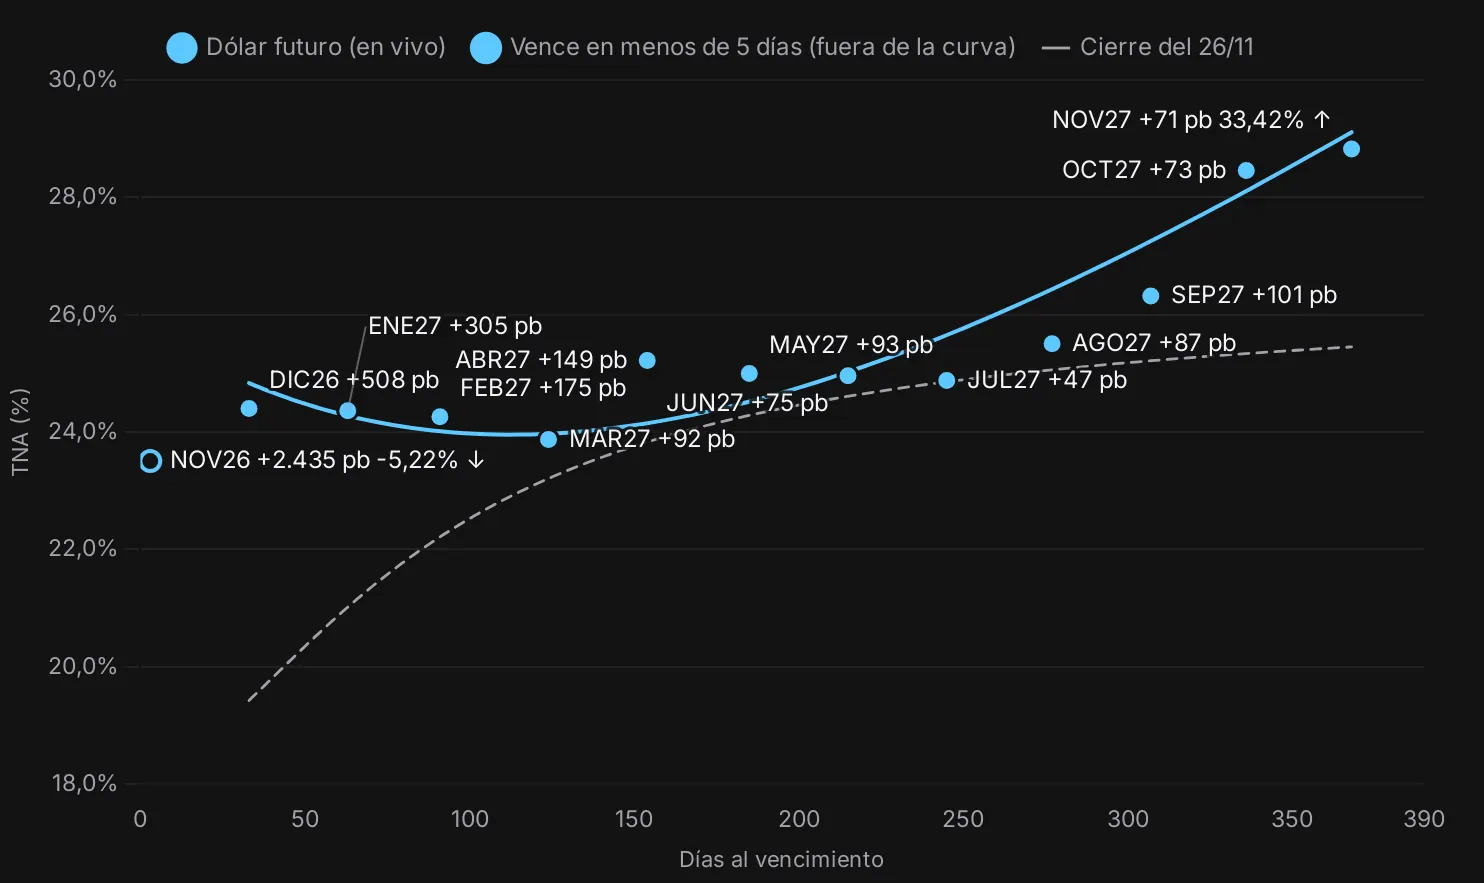 Dólar futuro (en vivo) Vence en menos de 5 días (fuera de la curva) Cierre del 26/11
30,0%
NOV27 +71 pb 33,42% ↑
OCT27 +73 pb
28,0%
SEP27 +101 pb
26,0%
ENE27 +305 pb
MAY27 +93 pb
AGO27 +87 pb
ABR27 +149 pb
DIC26 +508 pb
JUL27 +47 pb
FEB27 +175 pb
JUN27 +75 pb
24,0%
MAR27 +92 pb
NOV26 +2.435 pb -5,22% ↓
TNA (%)
22,0%
20,0%
18,0%
0 50 100 150 200 250 300 350 390
Días al vencimiento